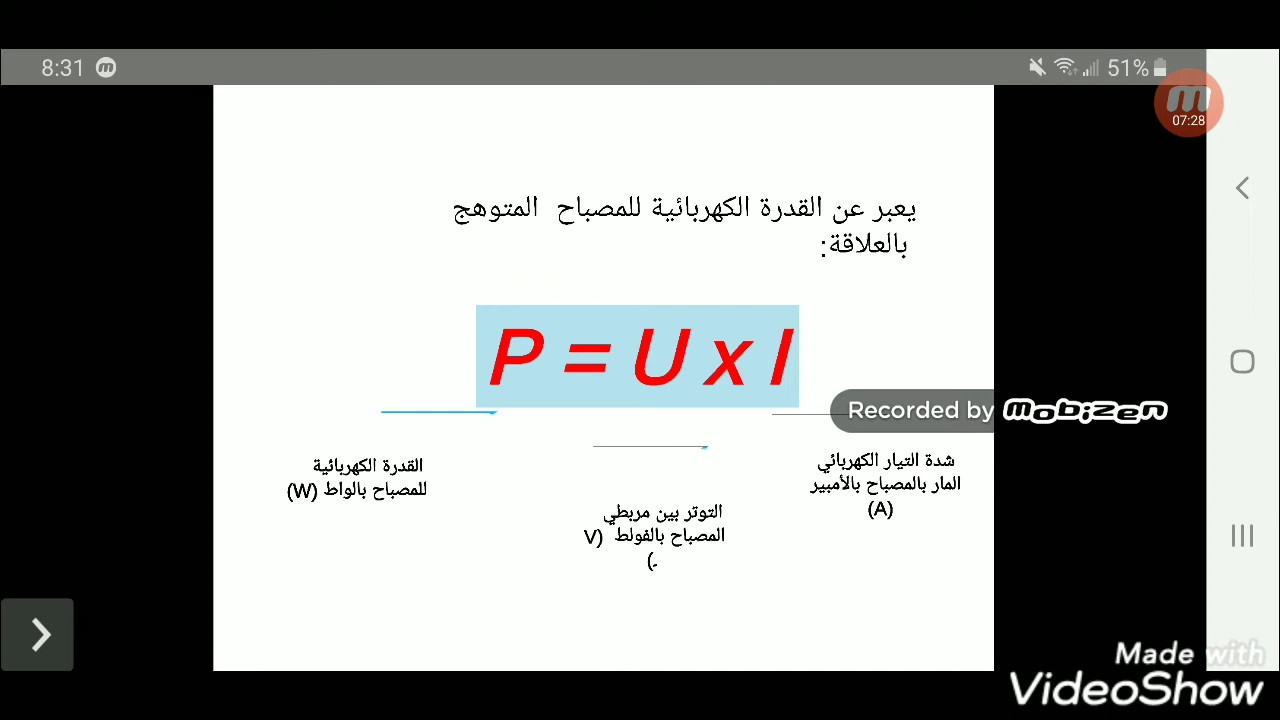 8:31
51%
07:28
يعبر عن القدرة الكهربائية للمصباح المتوهج
بالعلاقة:
P = U x I
Recorded by mobizen
القدرة الكهربائية
للمصباح بالواط (W)
التوتر بين مربطي
المصباح بالفولط (V
.)
شدة التيار الكهربائي
المار بالمصباح بالأمبير
(A)
Made with
VideoShow